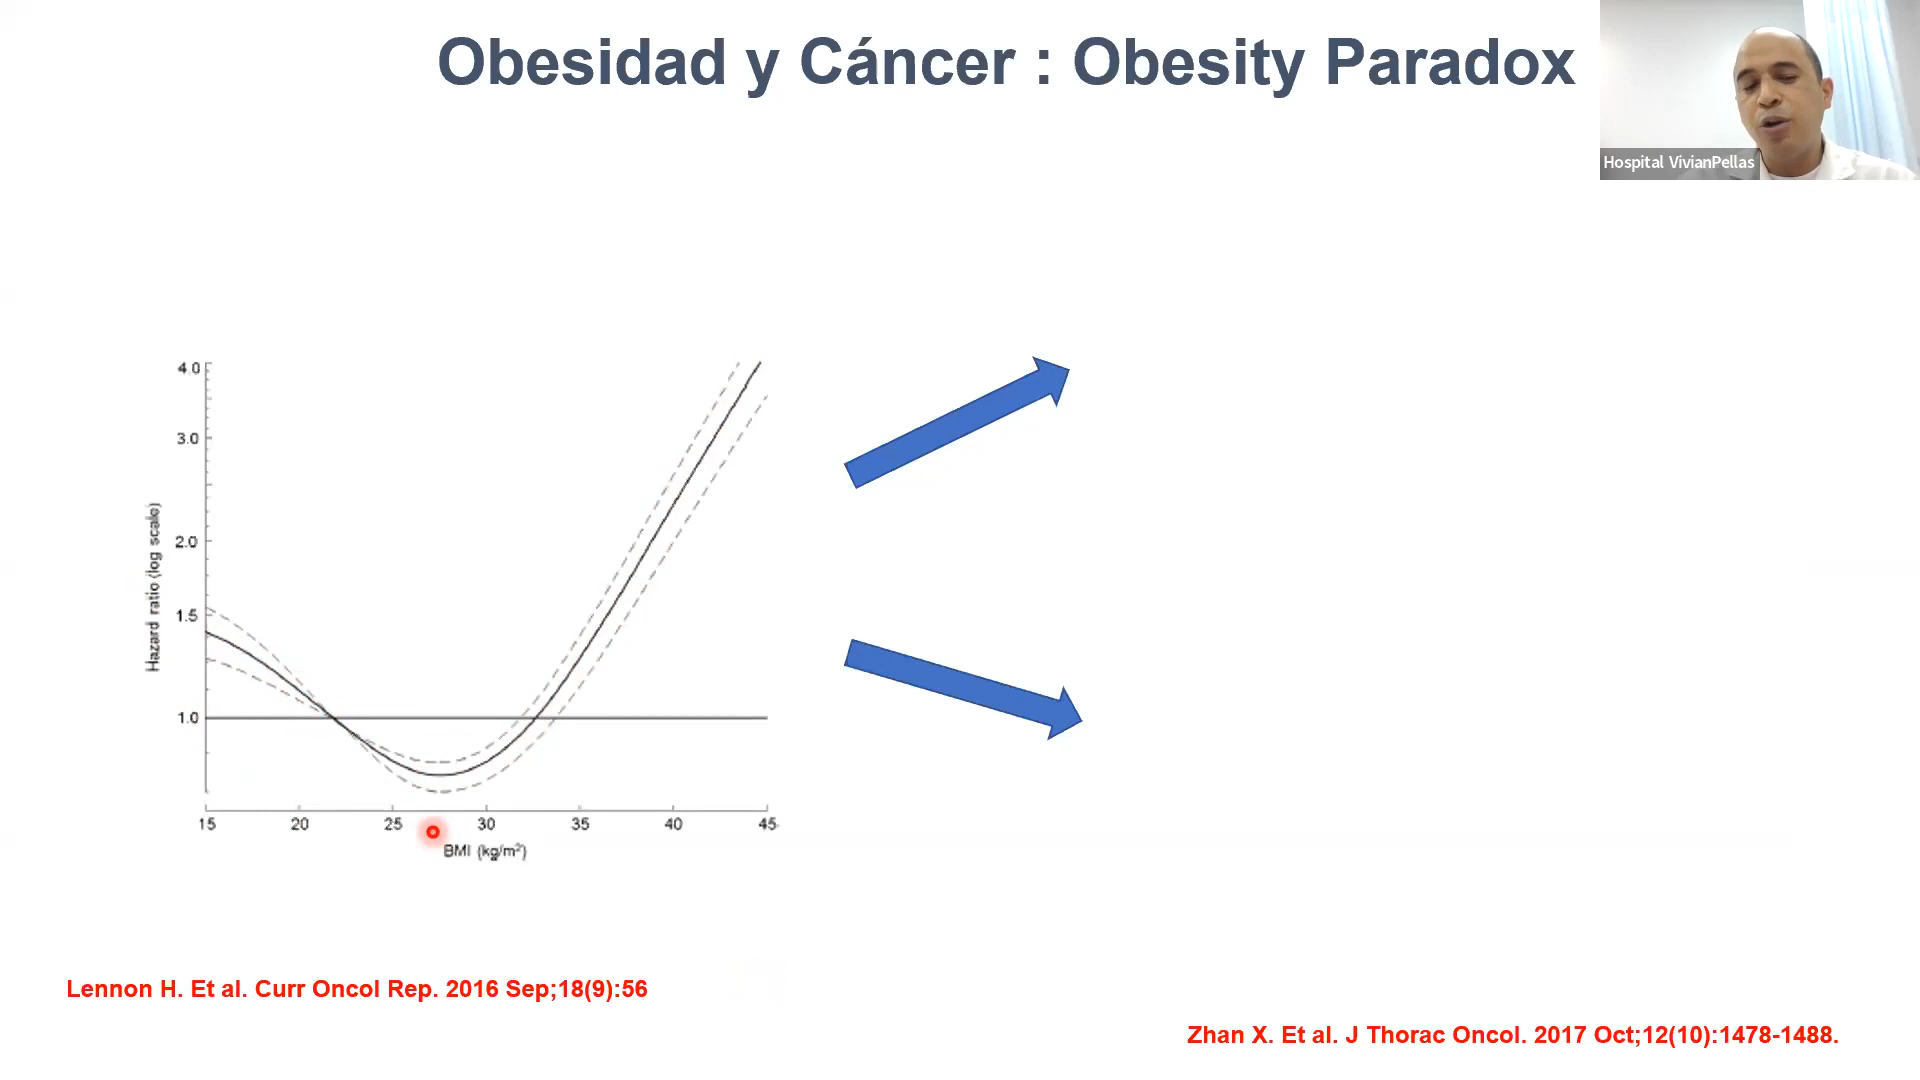 Obesidad y Cáncer : Obesity Paradox
Hospital VivianPellas
4.0
3.0
2.0
1.5
1.0
Hazard ratio (log scale)
15 20 25 30 35 40 45
BMI (kg/m²)
Lennon H. Et al. Curr Oncol Rep. 2016 Sep;18(9):56
Zhan X. Et al. J Thorac Oncol. 2017 Oct;12(10):1478-1488.